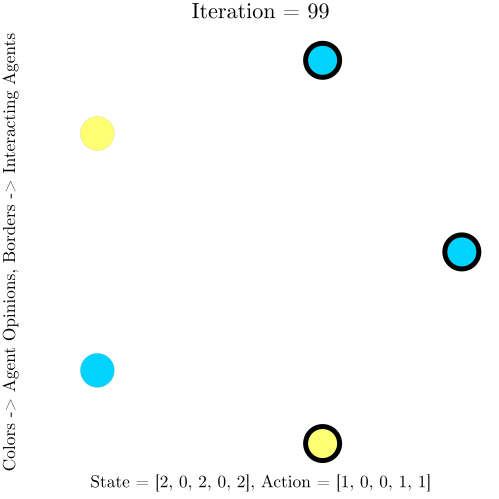 Iteration = 99
Colors -> Agent Opinions, Borders -> Interacting Agents
State = [2, 0, 2, 0, 2], Action = [1, 0, 0, 1, 1]